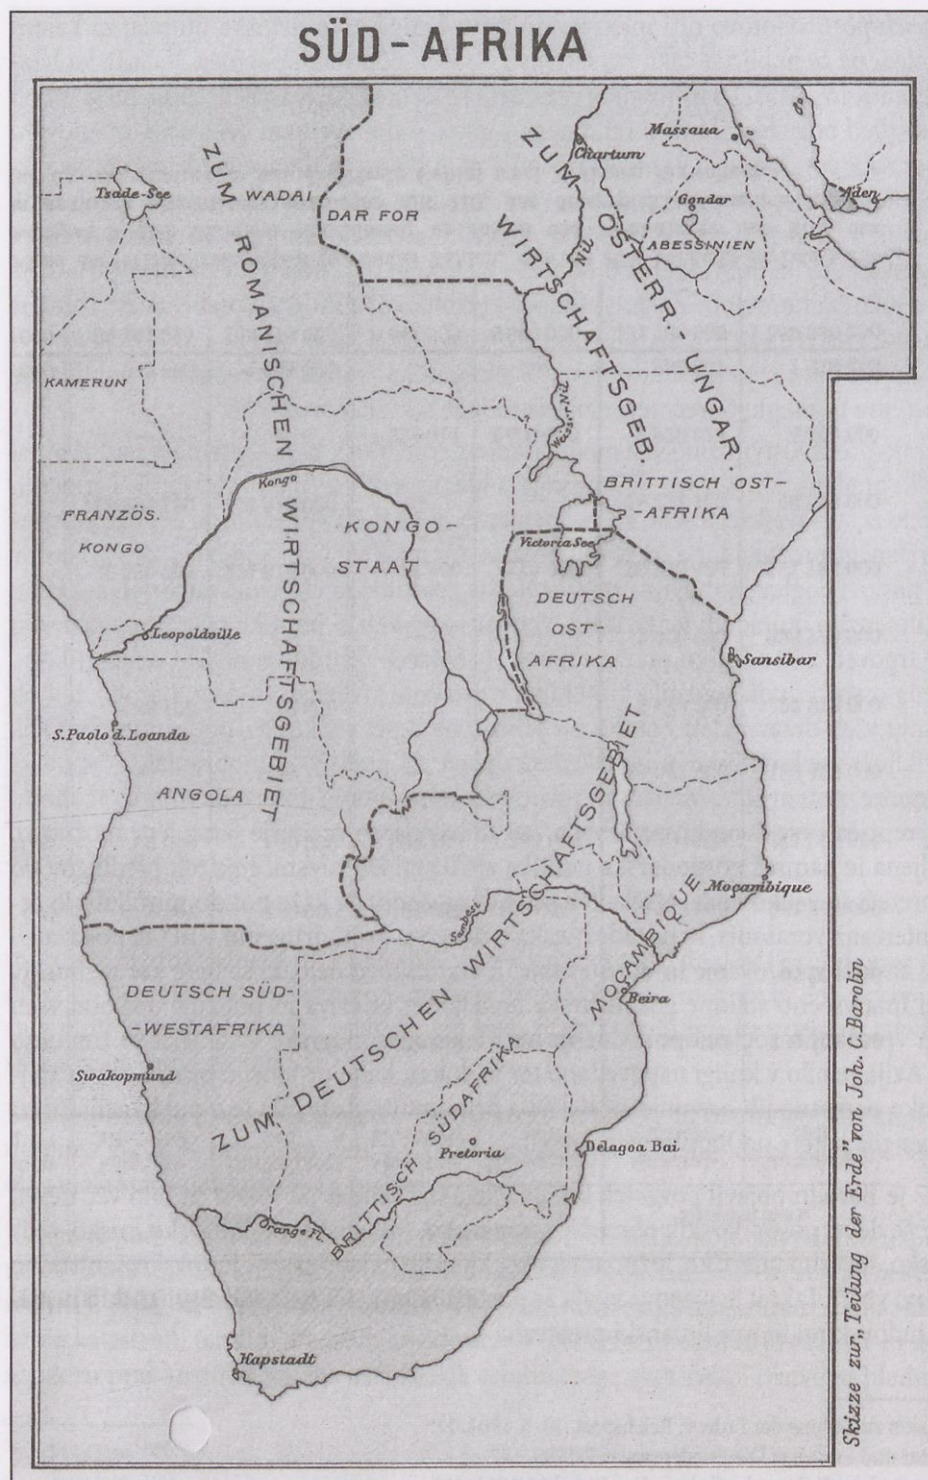 SÜD-AFRIKA
Massaua
Chartum
Tsade-See
WADAI
DAR FOR
Gondar
Aden
ABESSINIEN
Nil
ZUM ROMANISCHEN WIRTSCHAFTSGEBIET
ZUM ÖSTERR-UNGAR.
WIRTSCHAFTSGEB.
KAMERUN
BRITTISCH OST-
-AFRIKA
Kongo
FRANZÖS.
KONGO
KONGO-
STAAT
Victoria See
DEUTSCH
OST-
AFRIKA
Leopoldville
Sansibar
S. Paolo d. Loanda
ANGOLA
Moçambique
Sambesi
MOÇAMBIQUE
Beira
DEUTSCH SÜD-
-WESTAFRIKA
ZUM DEUTSCHEN WIRTSCHAFTSGEBIET
Swakopmund
BRITTISCH SÜDAFRIKA
Pretoria
Delagoa Bai
Orange Fl.
Kapstadt
Skizze zur „Teilung der Erde" von Joh. C. Barolin